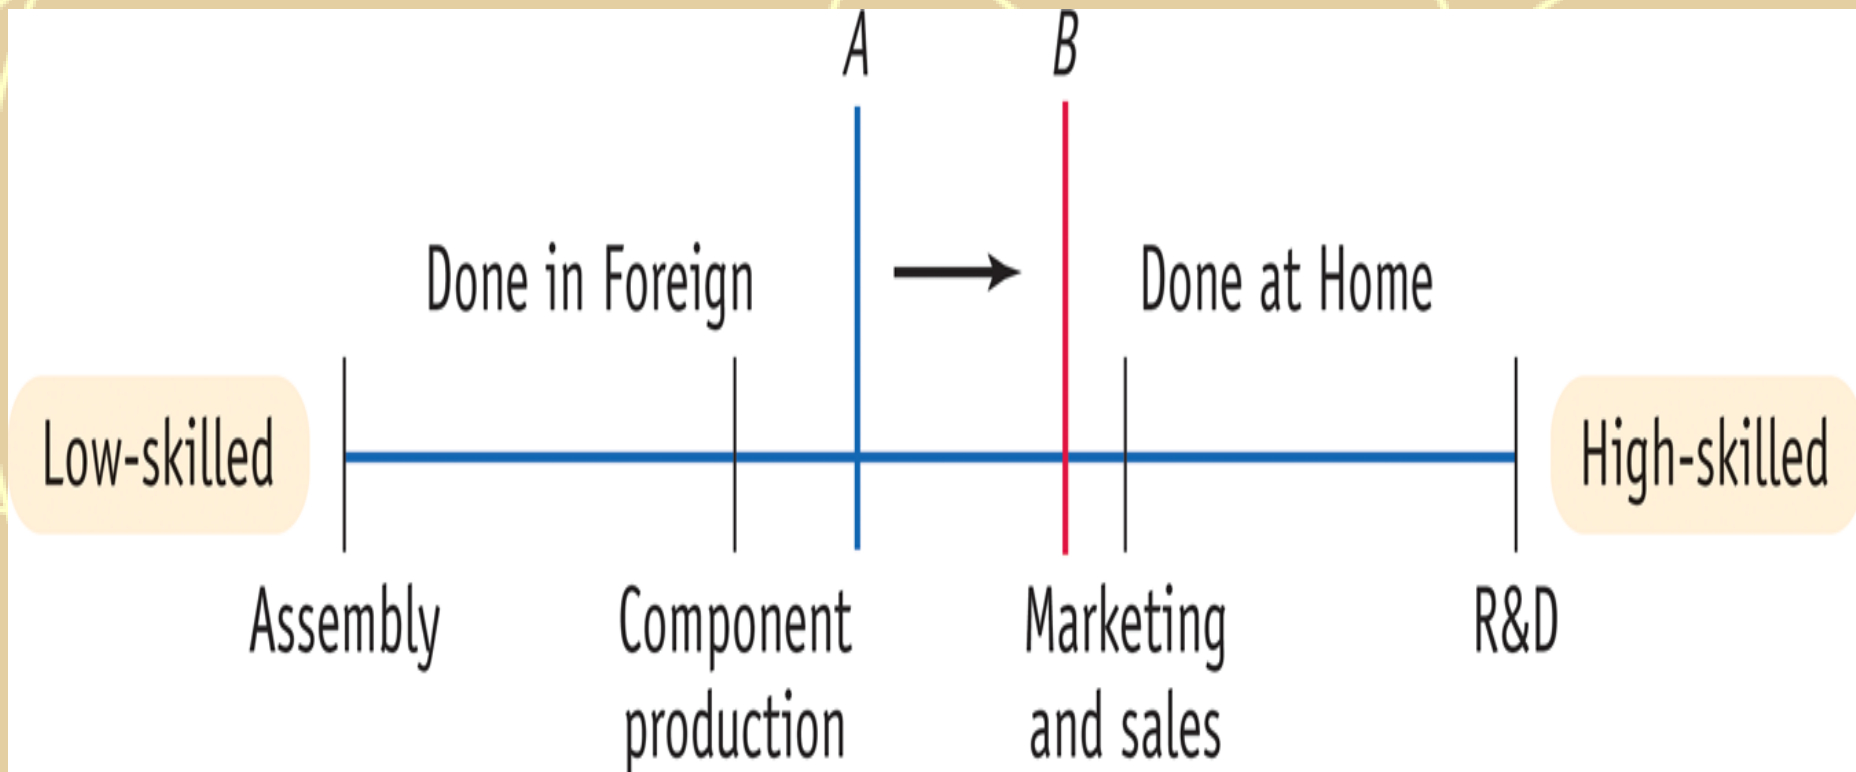 A
B
Done in Foreign
Done at Home
Low-skilled
High-skilled
Assembly
Component
production
Marketing
and sales
R&D